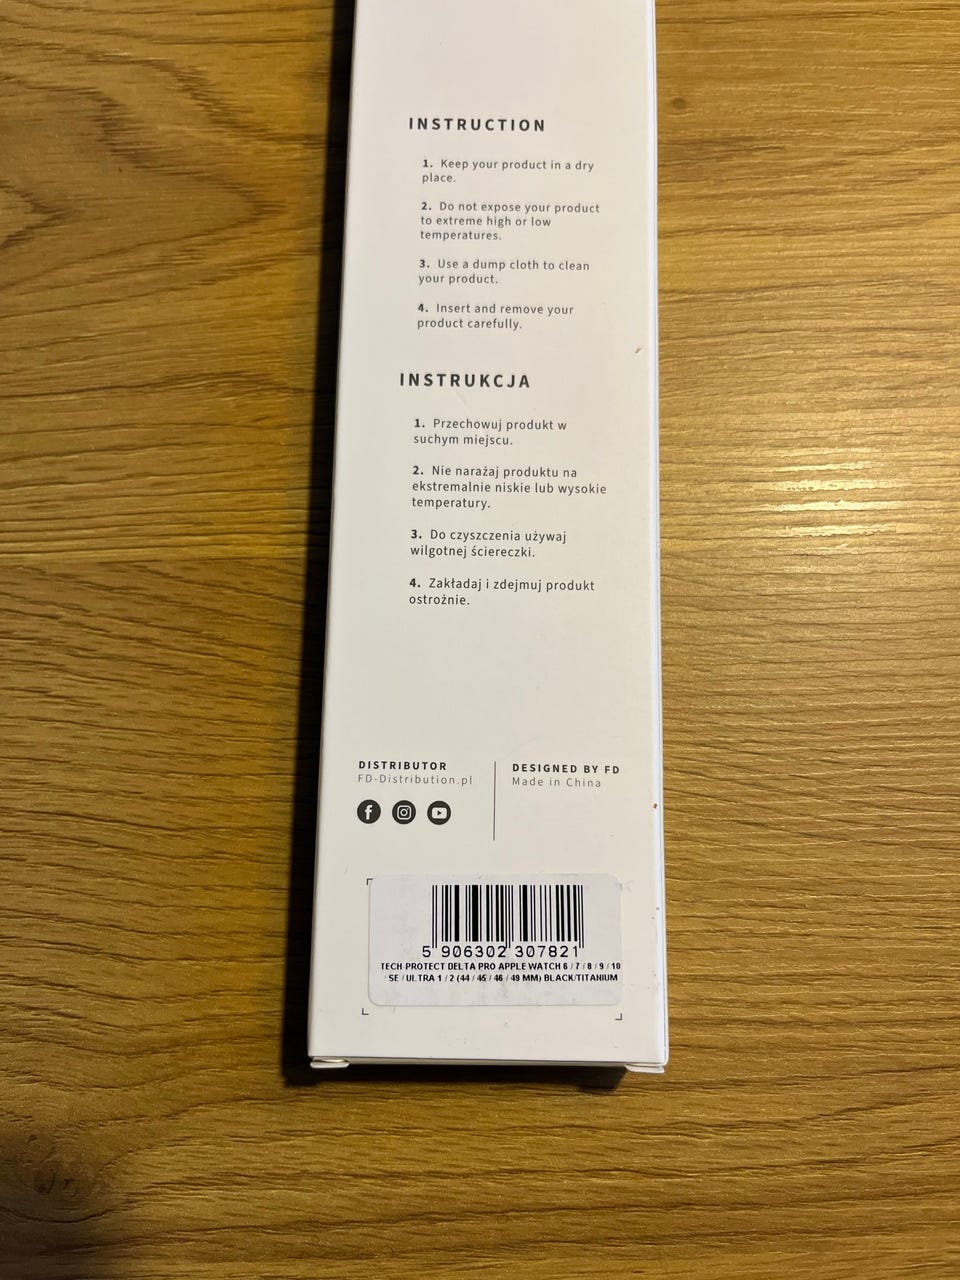 INSTRUCTION
1. Keep your product in a dry
place.
2. Do not expose your product
to extreme high or low
temperatures.
3. Use a dump cloth to clean
your product.
4. Insert and remove your
product carefully.
INSTRUKCJA
1. Przechowuj produkt w
suchym miejscu.
2. Nie narażaj produktu na
ekstremalnie niskie lub wysokie
temperatury.
3. Do czyszczenia używaj
wilgotnej ściereczki.
4. Zakładaj i zdejmuj produkt
ostrożnie.
DISTRIBUTOR
FD-Distribution.pl
DESIGNED BY FD
Made in China
5 906302 307821
TECH-PROTECT DELTA PRO APPLE WATCH 6 / 7 / 8 / 9 / 10
SE / ULTRA 1 / 2 (44 / 45 / 46 / 49 MM) BLACK/TITANIUM